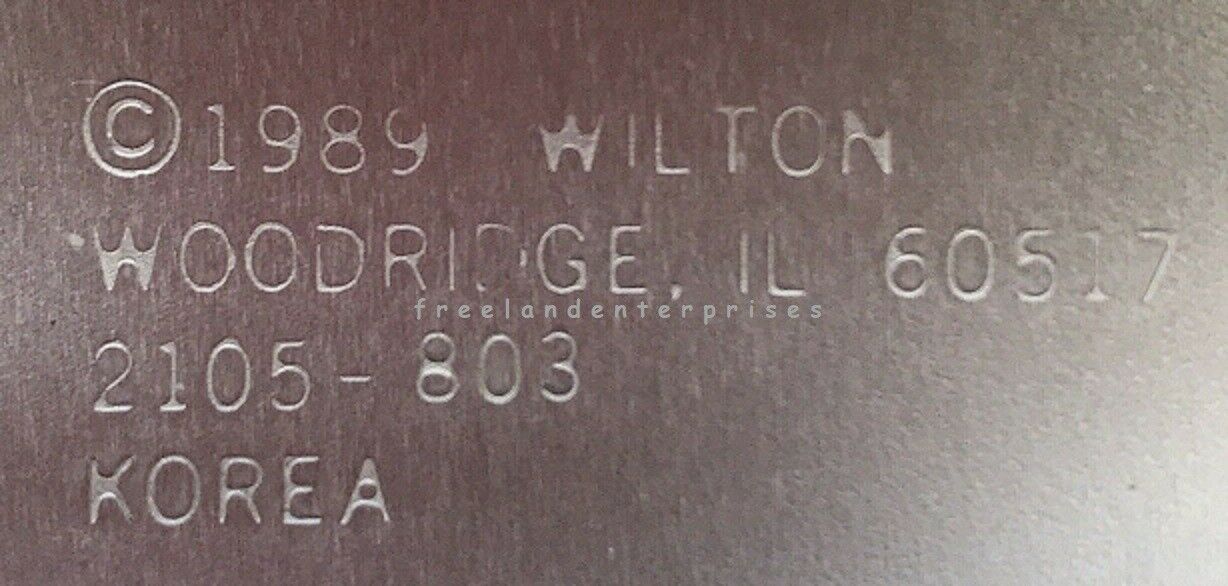 ©1989 WILTON
WOODRIDGE, IL 60517
freelandenterprises
2105-803
KOREA